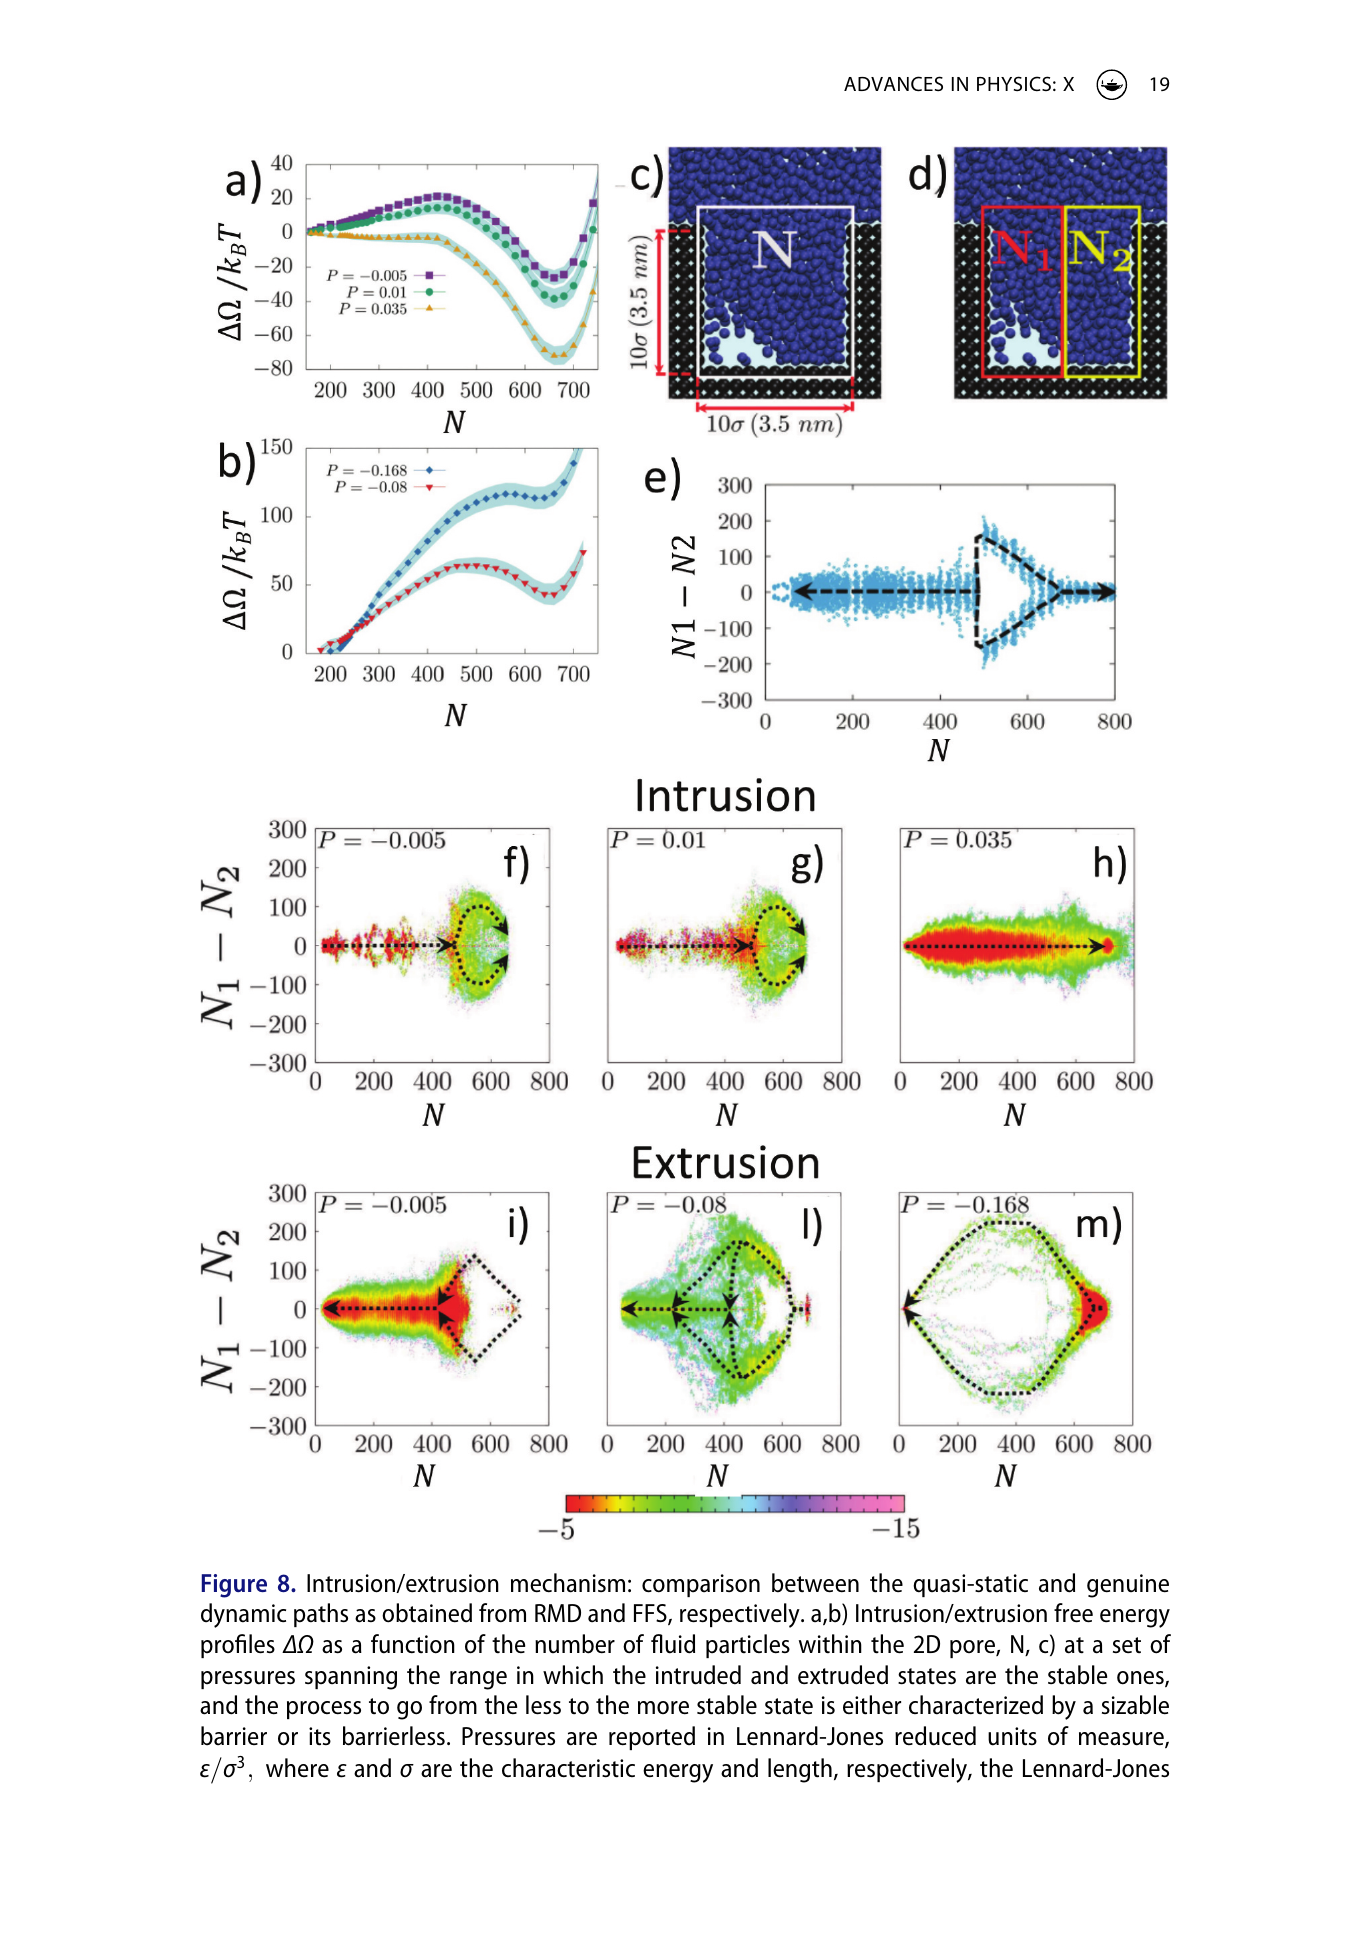 ADVANCES IN PHYSICS: X 19
a)
40
20
0
−20
−40
−60
−80
ΔΩ /k_BT
P = −0.005
P = 0.01
P = 0.035
200 300 400 500 600 700
N
c)
N
10σ (3.5 nm)
10σ (3.5 nm)
d)
N₁ N₂
b)
150
100
50
0
ΔΩ /k_BT
P = −0.168
P = −0.08
200 300 400 500 600 700
N
e)
300
200
100
0
−100
−200
−300
N1 − N2
0 200 400 600 800
N
Intrusion
300
200
100
0
−100
−200
−300
N₁ − N₂
P = −0.005
f)
P = 0.01
g)
P = 0.035
h)
0 200 400 600 800
0 200 400 600 800
0 200 400 600 800
N
N
N
Extrusion
300
200
100
0
−100
−200
−300
N₁ − N₂
P = −0.005
i)
P = −0.08
l)
P = −0.168
m)
0 200 400 600 800
0 200 400 600 800
0 200 400 600 800
N
N
N
−5 −15
Figure 8. Intrusion/extrusion mechanism: comparison between the quasi-static and genuine
dynamic paths as obtained from RMD and FFS, respectively. a,b) Intrusion/extrusion free energy
profiles ΔΩ as a function of the number of fluid particles within the 2D pore, N, c) at a set of
pressures spanning the range in which the intruded and extruded states are the stable ones,
and the process to go from the less to the more stable state is either characterized by a sizable
barrier or its barrierless. Pressures are reported in Lennard-Jones reduced units of measure,
ε/σ³, where ε and σ are the characteristic energy and length, respectively, the Lennard-Jones